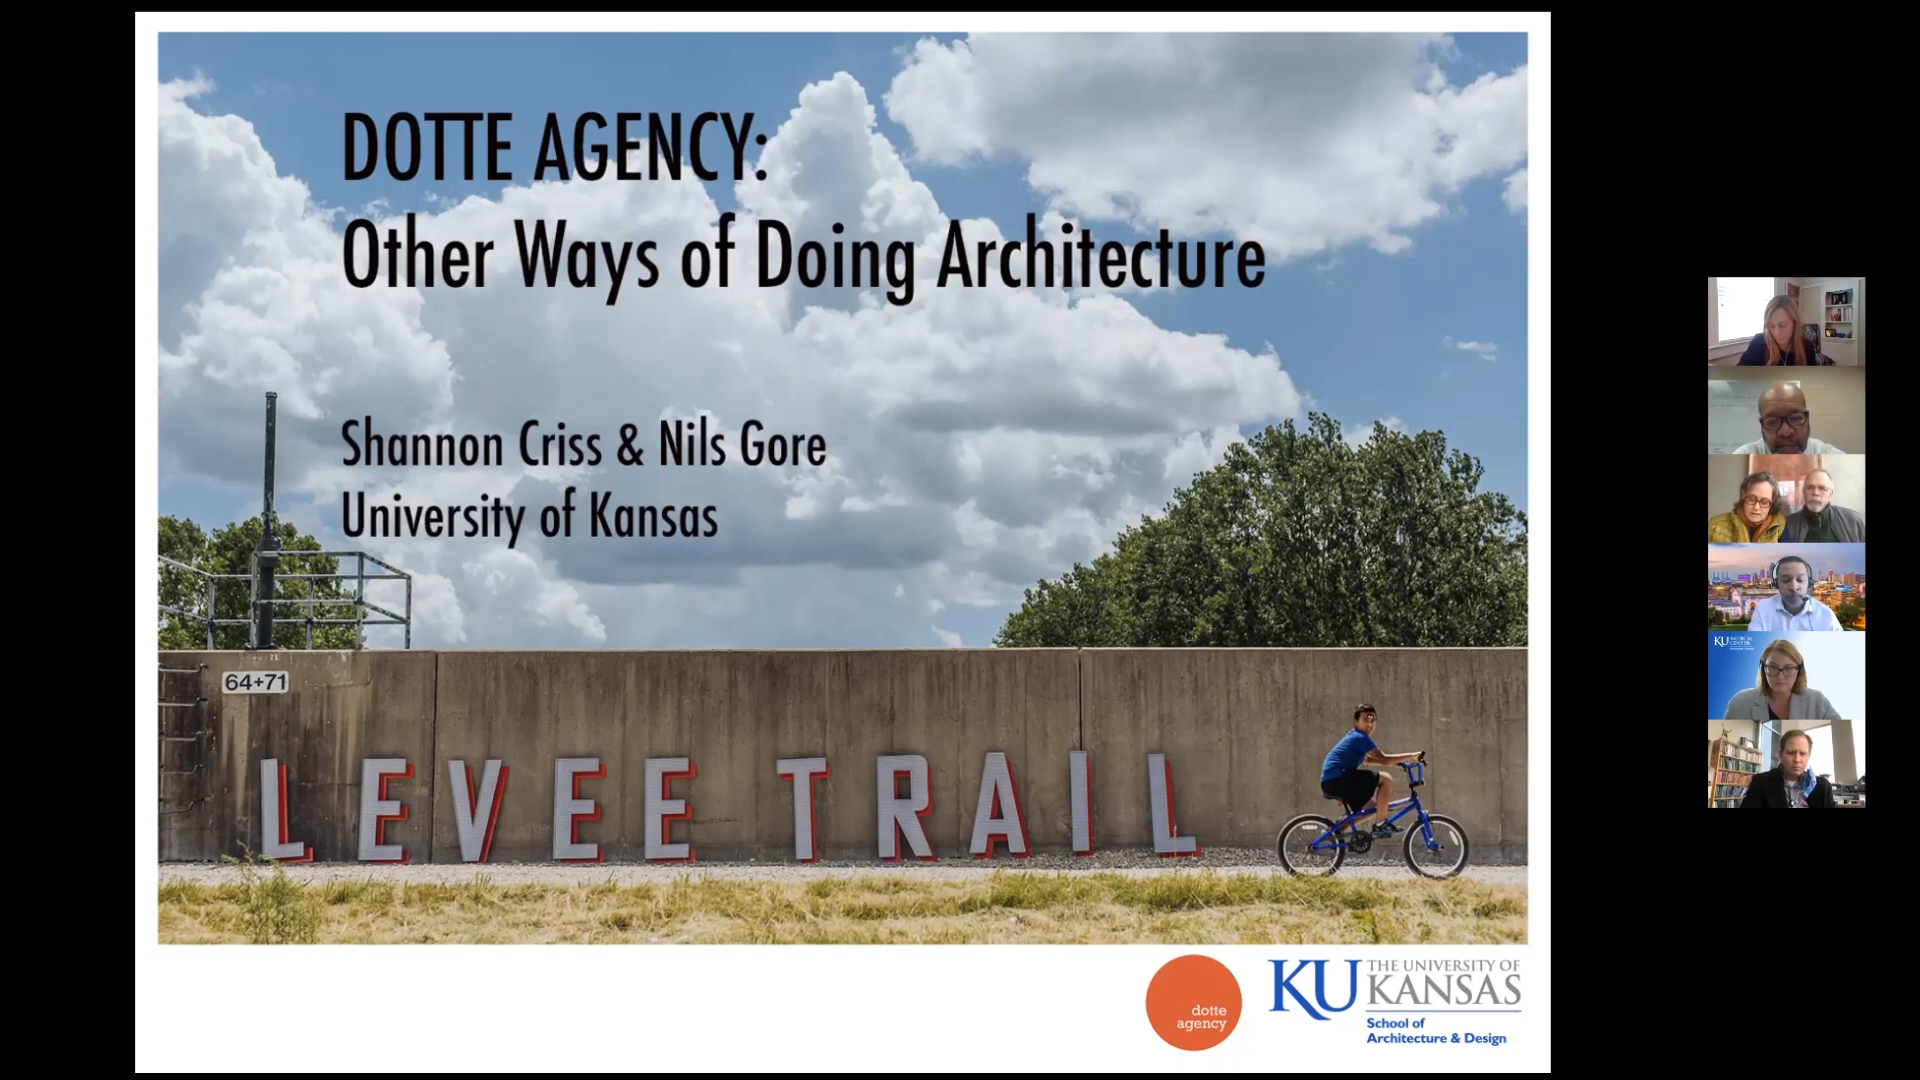 DOTTE AGENCY:
Other Ways of Doing Architecture
Shannon Criss & Nils Gore
University of Kansas
64+71
LEVEE TRAIL
dotte
agency
KU THE UNIVERSITY OF
KANSAS
School of
Architecture & Design
KU